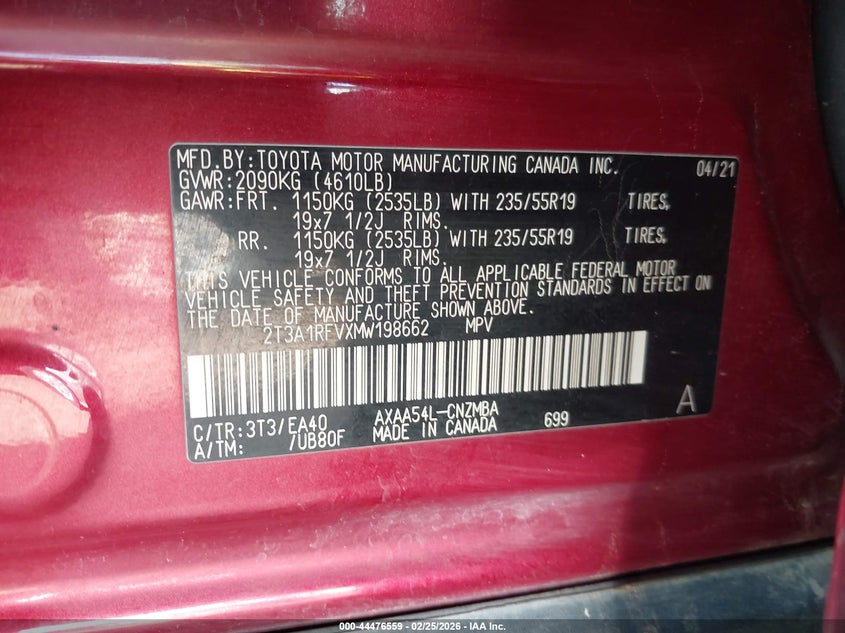 MFD.BY:TOYOTA MOTOR MANUFACTURING CANADA INC. 04/21
GVWR:2090KG (4610LB)
GAWR:FRT. 1150KG (2535LB) WITH 235/55R19 TIRES,
19x7 1/2J RIMS.
RR. 1150KG (2535LB) WITH 235/55R19 TIRES,
19x7 1/2J RIMS.
THIS VEHICLE CONFORMS TO ALL APPLICABLE FEDERAL MOTOR
VEHICLE SAFETY AND THEFT PREVENTION STANDARDS IN EFFECT ON
THE DATE OF MANUFACTURE SHOWN ABOVE.
2T3A1RFVXMW198662 MPV
A
C/TR:3T3/EA40 AXAA54L-CNZMBA 699
A/TM: /UB80F MADE IN CANADA
000-44476559 — 02/25/2026 — IAA Inc.